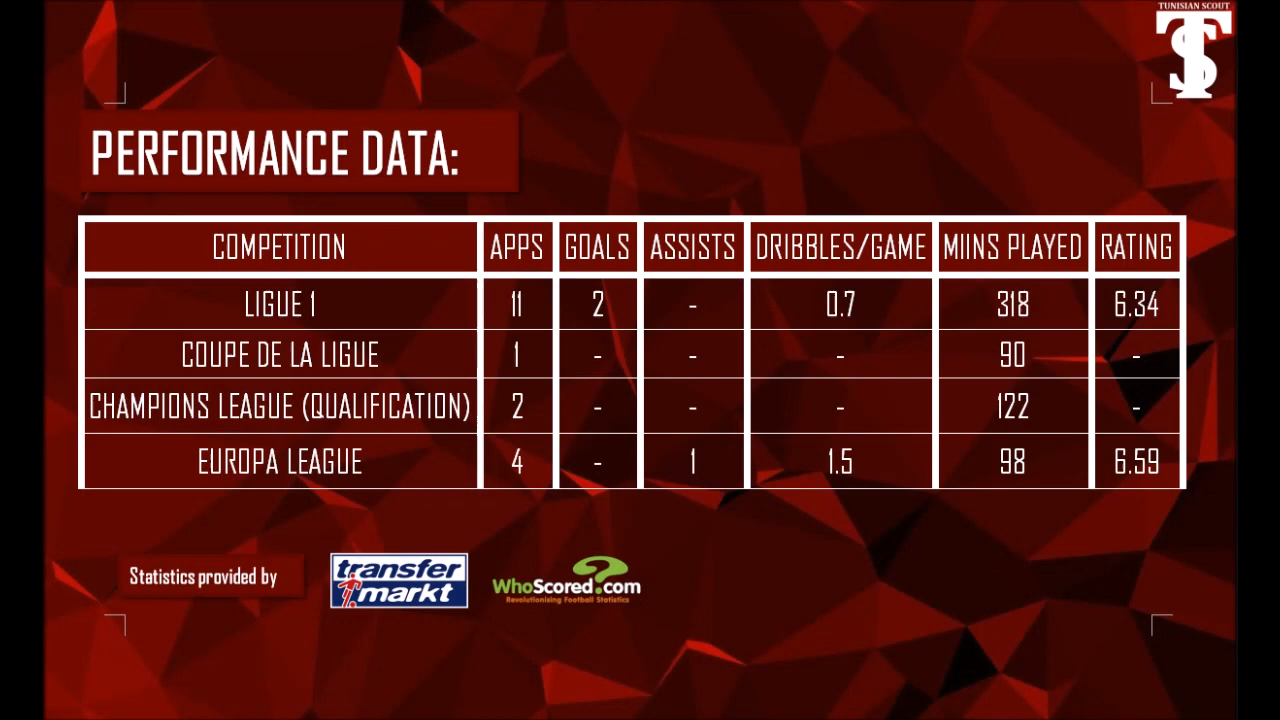 TUNISIAN SCOUT
TS
PERFORMANCE DATA:
COMPETITION APPS GOALS ASSISTS DRIBBLES/GAME MIINS PLAYED RATING
LIGUE 1 11 2 - 0.7 318 6.34
COUPE DE LA LIGUE 1 - - - 90 -
CHAMPIONS LEAGUE (QUALIFICATION) 2 - - - 122 -
EUROPA LEAGUE 4 - 1 1.5 98 6.59
Statistics provided by
transfer
markt
WhoScored.com
Revolutionising Football Statistics